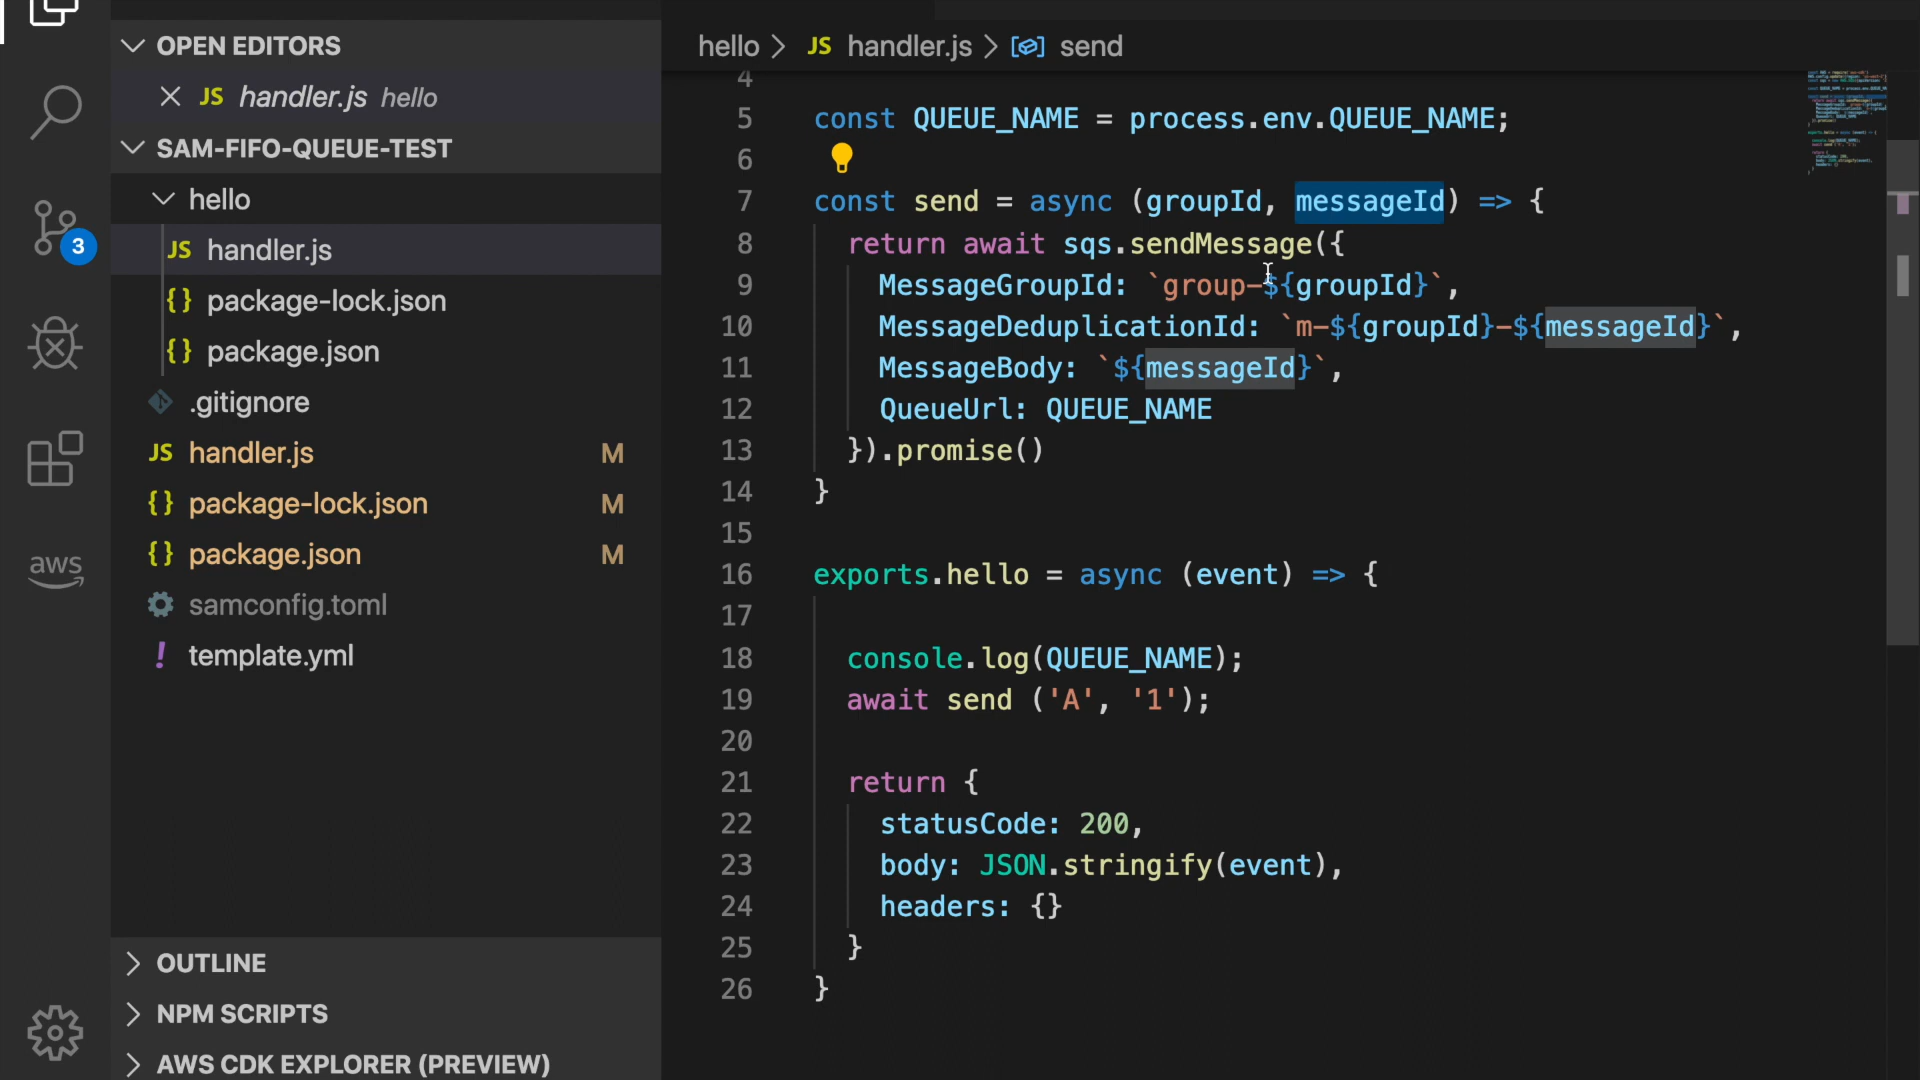 OPEN EDITORS
JS handler.js hello
SAM-FIFO-QUEUE-TEST
hello
JS handler.js
{} package-lock.json
{} package.json
.gitignore
JS handler.js M
{} package-lock.json M
{} package.json M
samconfig.toml
! template.yml
OUTLINE
NPM SCRIPTS
AWS CDK EXPLORER (PREVIEW)
3
aws
hello > JS handler.js > send
4
5 const QUEUE_NAME = process.env.QUEUE_NAME;
6
7 const send = async (groupId, messageId) => {
8 return await sqs.sendMessage({
9 MessageGroupId: `group-${groupId}`,
10 MessageDeduplicationId: `m-${groupId}-${messageId}`,
11 MessageBody: `${messageId}`,
12 QueueUrl: QUEUE_NAME
13 }).promise()
14 }
15
16 exports.hello = async (event) => {
17
18 console.log(QUEUE_NAME);
19 await send ('A', '1');
20
21 return {
22 statusCode: 200,
23 body: JSON.stringify(event),
24 headers: {}
25 }
26 }